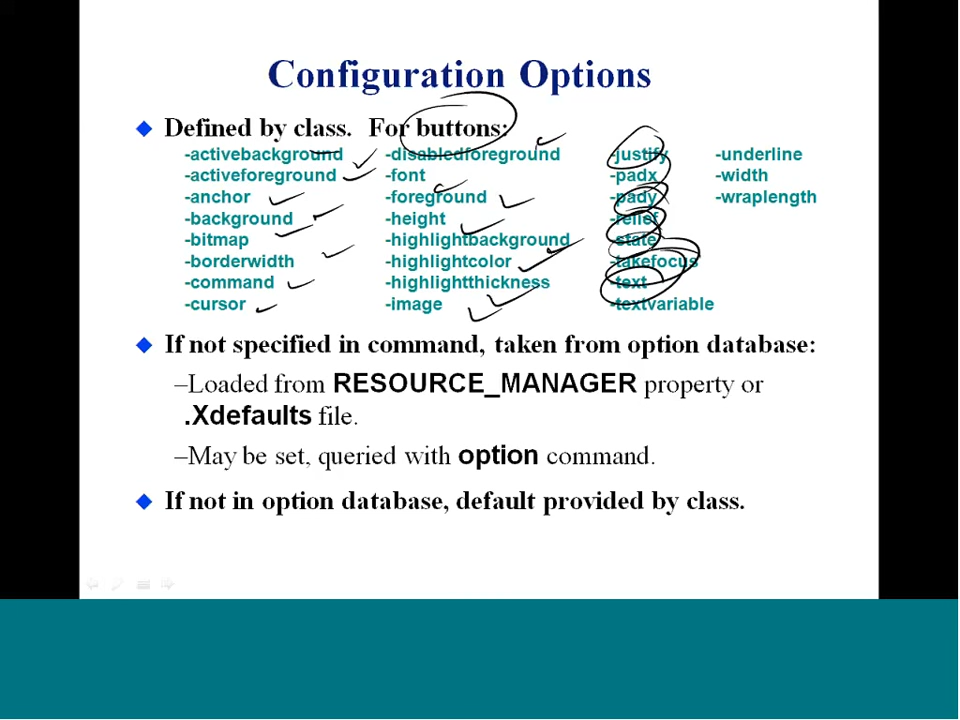 Configuration Options
◆ Defined by class. For buttons:
-activebackground -disabledforeground -justify -underline
-activeforeground -font -padx -width
-anchor -foreground -pady -wraplength
-background -height -relief
-bitmap -highlightbackground -state
-borderwidth -highlightcolor -takefocus
-command -highlightthickness -text
-cursor -image -textvariable
◆ If not specified in command, taken from option database:
–Loaded from RESOURCE_MANAGER property or
.Xdefaults file.
–May be set, queried with option command.
◆ If not in option database, default provided by class.